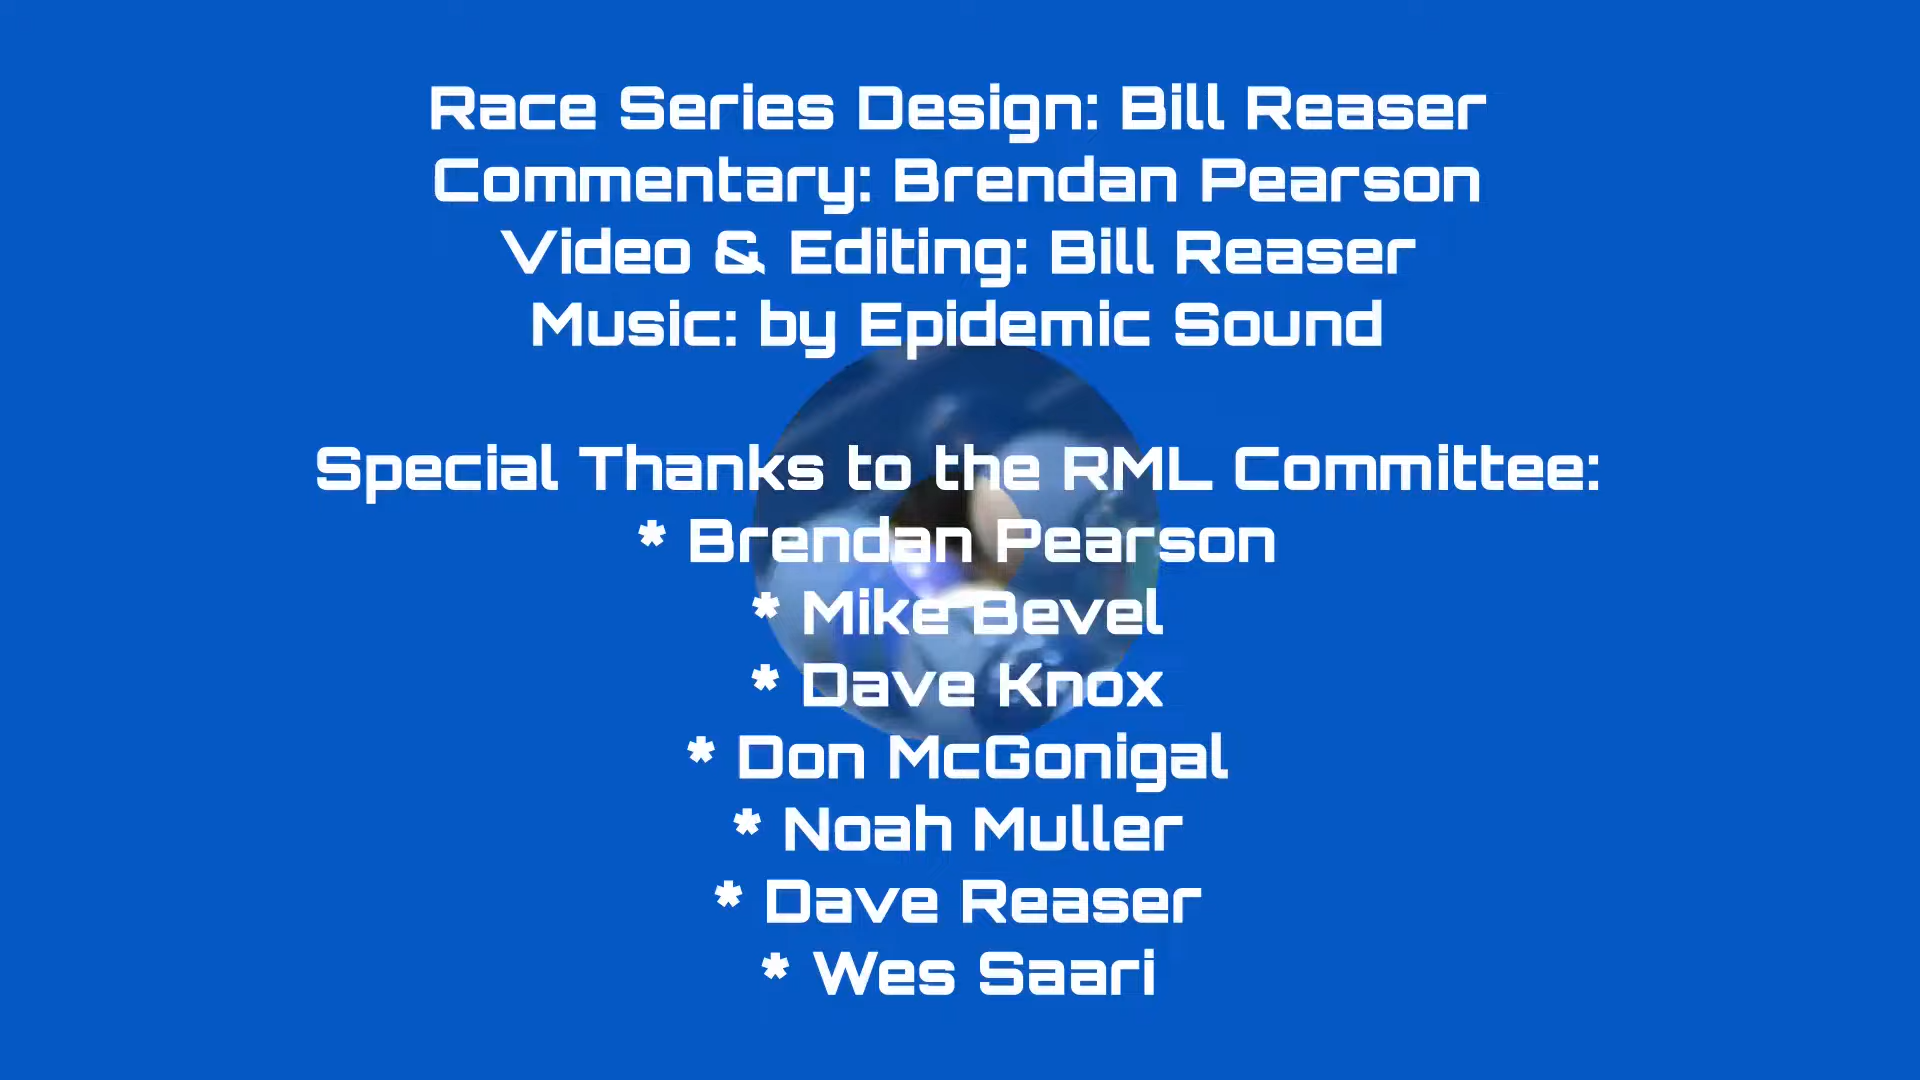 Race Series Design: Bill Reaser
Commentary: Brendan Pearson
Video & Editing: Bill Reaser
Music: by Epidemic Sound
Special Thanks to the RML Committee:
* Brendan Pearson
* Mike Bevel
* Dave Knox
* Don McGonigal
* Noah Muller
* Dave Reaser
* Wes Saari